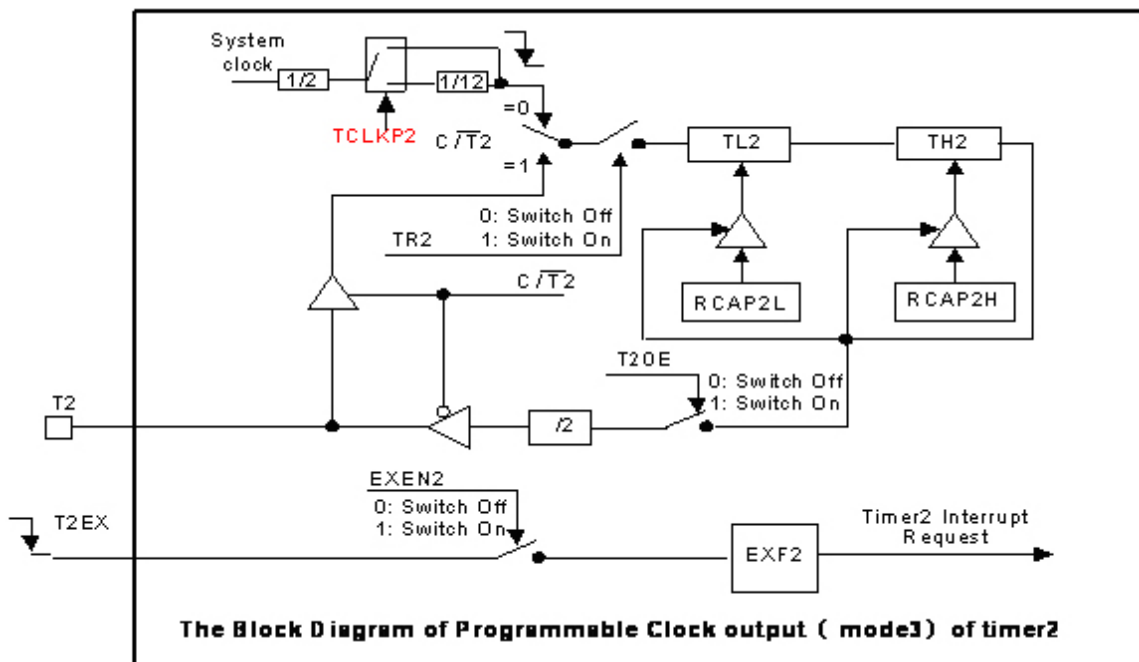 System
clock
1/2
1/12
TCLKP2
=0
C/T2
=1
TL2
TH2
0: Switch Off
1: Switch On
TR2
C/T2
RCAP2L
RCAP2H
T2OE
0: Switch Off
1: Switch On
T2
/2
EXEN2
0: Switch Off
1: Switch On
T2EX
EXF2
Timer2 Interrupt
Request
The Block Diagram of Programmable Clock output ( mode3) of timer2